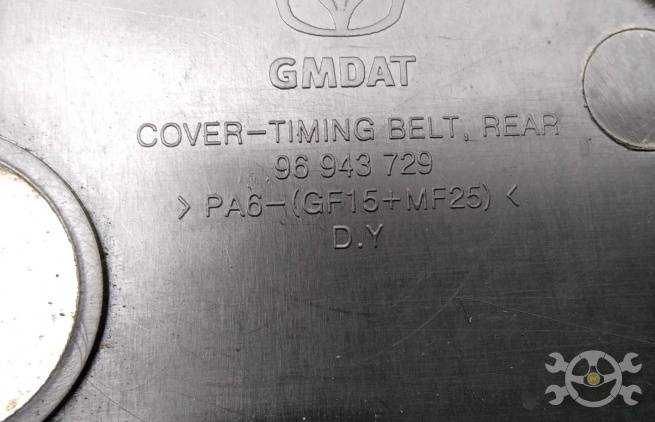 GMDAT
COVER-TIMING BELT, REAR
96 943 729
> PA6-(GF15+MF25) <
D.Y